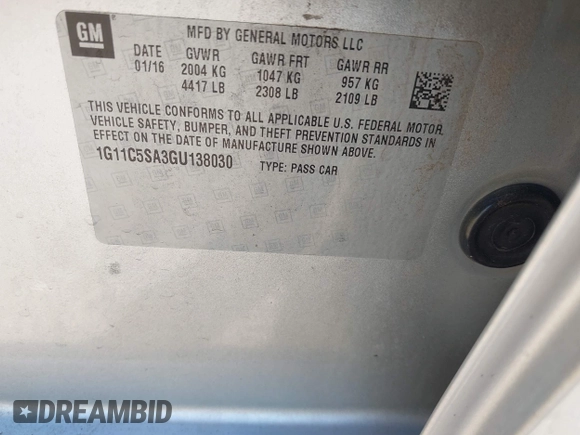 GM
MFD BY GENERAL MOTORS LLC
DATE GVWR GAWR FRT GAWR RR
01/16 2004 KG 1047 KG 957 KG
4417 LB 2308 LB 2109 LB
THIS VEHICLE CONFORMS TO ALL APPLICABLE U.S. FEDERAL MOTOR
VEHICLE SAFETY, BUMPER, AND THEFT PREVENTION STANDARDS IN
EFFECT ON THE DATE OF MANUFACTURE SHOWN ABOVE.
1G11C5SA3GU138030 TYPE: PASS CAR
DREAMBID